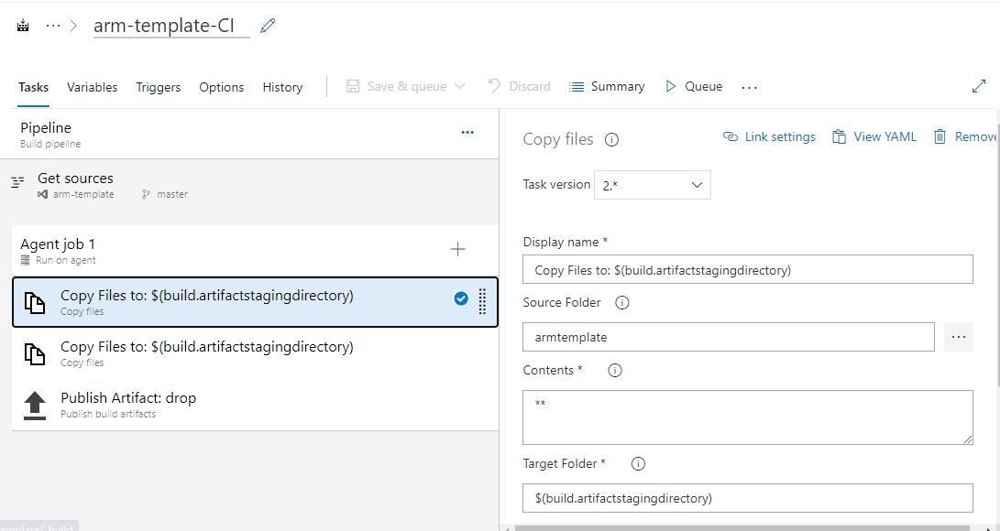 ... > arm-template-CI
Tasks Variables Triggers Options History Save & queue Discard Summary Queue ...
Pipeline
Build pipeline
...
Get sources
arm-template master
Agent job 1
Run on agent
Copy Files to: $(build.artifactstagingdirectory)
Copy files
Copy Files to: $(build.artifactstagingdirectory)
Copy files
Publish Artifact: drop
Publish build artifacts
Copy files Link settings View YAML Remove
Task version 2.*
Display name *
Copy Files to: $(build.artifactstagingdirectory)
Source Folder
armtemplate ...
Contents *
**
Target Folder *
$(build.artifactstagingdirectory)